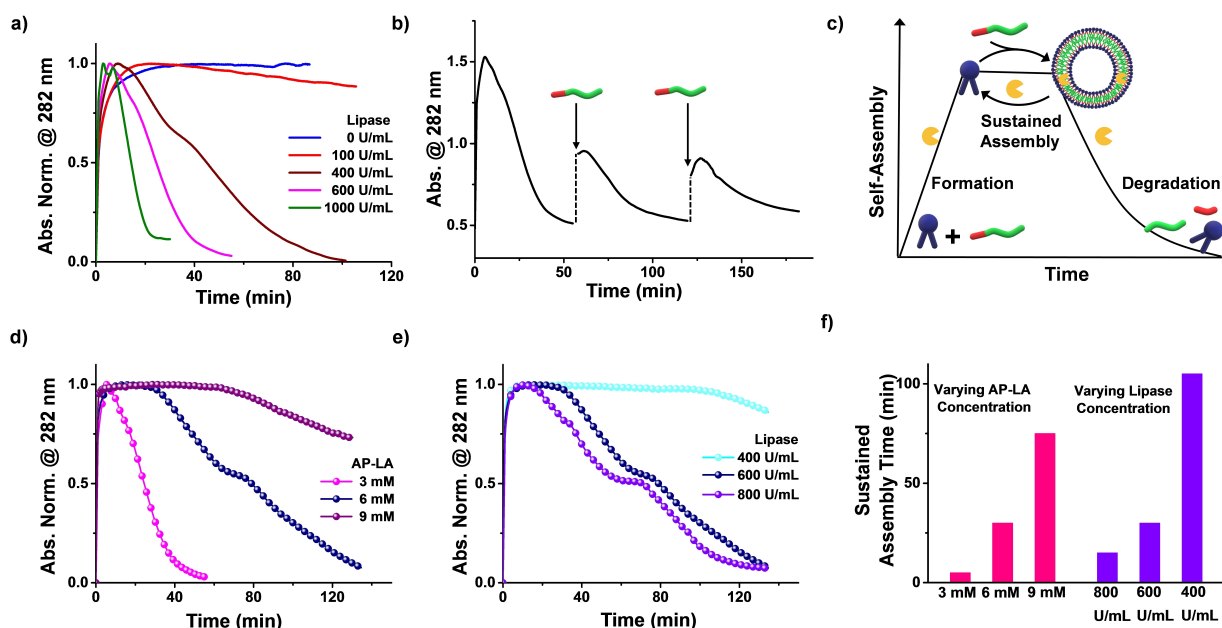 a)
Abs. Norm. @ 282 nm
1.0
0.5
0.0
0
40
80
120
Time (min)
Lipase
0 U/mL
100 U/mL
400 U/mL
600 U/mL
1000 U/mL
b)
Abs. @ 282 nm
1.5
1.0
0.5
0
50
100
150
Time (min)
c)
Self-Assembly
Sustained
Assembly
Formation
Degradation
+
Time
d)
Abs. Norm. @ 282 nm
1.0
0.5
0.0
0
40
80
120
Time (min)
AP-LA
3 mM
6 mM
9 mM
e)
Abs. Norm. @ 282 nm
1.0
0.5
0.0
0
40
80
120
Time (min)
Lipase
400 U/mL
600 U/mL
800 U/mL
f)
Sustained
Assembly Time (min)
100
50
0
Varying AP-LA
Concentration
Varying Lipase
Concentration
3 mM 6 mM 9 mM
800 600 400
U/mL U/mL U/mL